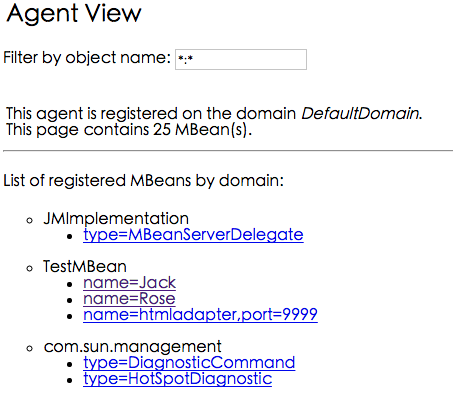 Agent View
Filter by object name: *:*
This agent is registered on the domain DefaultDomain.
This page contains 25 MBean(s).
List of registered MBeans by domain:
JMImplementation
type=MBeanServerDelegate
TestMBean
name=Jack
name=Rose
name=htmladapter,port=9999
com.sun.management
type=DiagnosticCommand
type=HotSpotDiagnostic